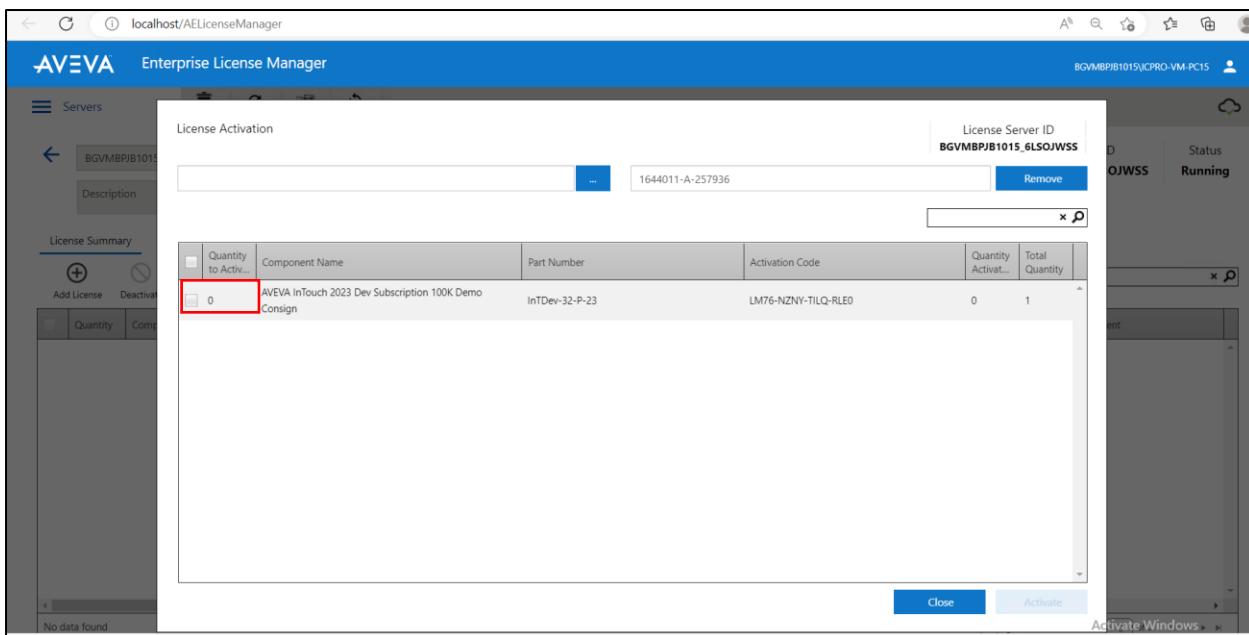 localhost/AELicenseManager
AVEVA Enterprise License Manager
BGVMBPJB1015\ICPRO-VM-PC15
Servers
License Activation
License Server ID
BGVMBPJB1015_6LSOJWSS
BGVMBPJB1015
D
OJWSS
Status
Running
...
1644011-A-257936
Remove
Description
License Summary
Add License
Deactivat
Quantity to Activ...
Component Name
Part Number
Activation Code
Quantity Activat...
Total Quantity
0
AVEVA InTouch 2023 Dev Subscription 100K Demo
Consign
InTDev-32-P-23
LM76-NZNY-TILQ-RLE0
0
1
Quantity
Comp
ent
Close
Activate
No data found
Activate Windows